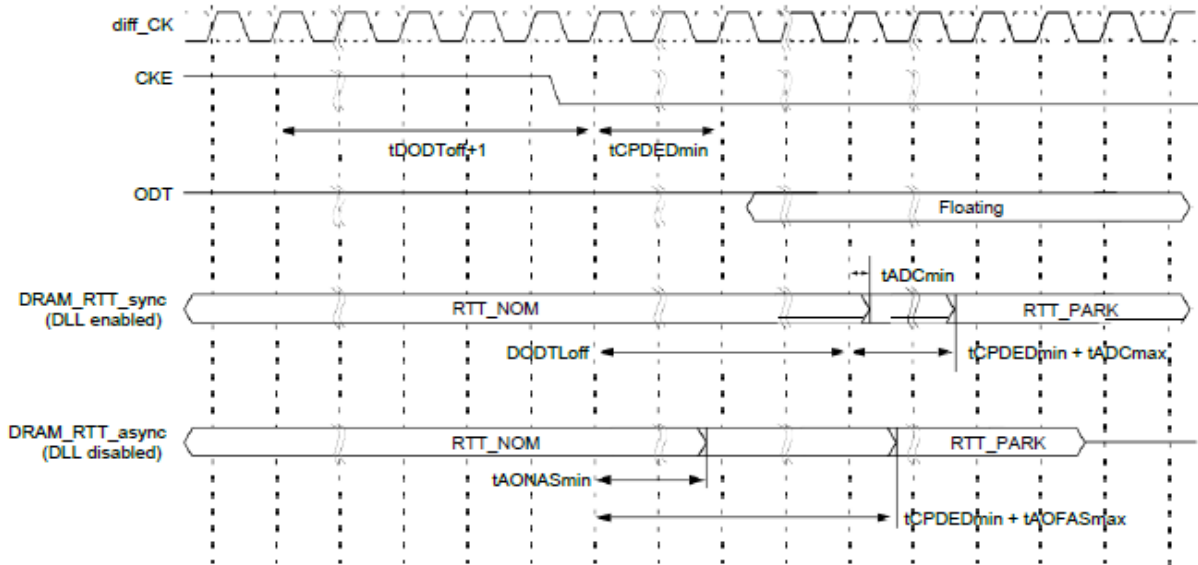 diff_CK
CKE
tDODToff+1
tCPDEDmin
ODT
Floating
tADCmin
DRAM_RTT_sync
(DLL enabled)
RTT_NOM
RTT_PARK
DODTLoff
tCPDEDmin + tADCmax
DRAM_RTT_async
(DLL disabled)
RTT_NOM
RTT_PARK
tAONASmin
tCPDEDmin + tAOFASmax